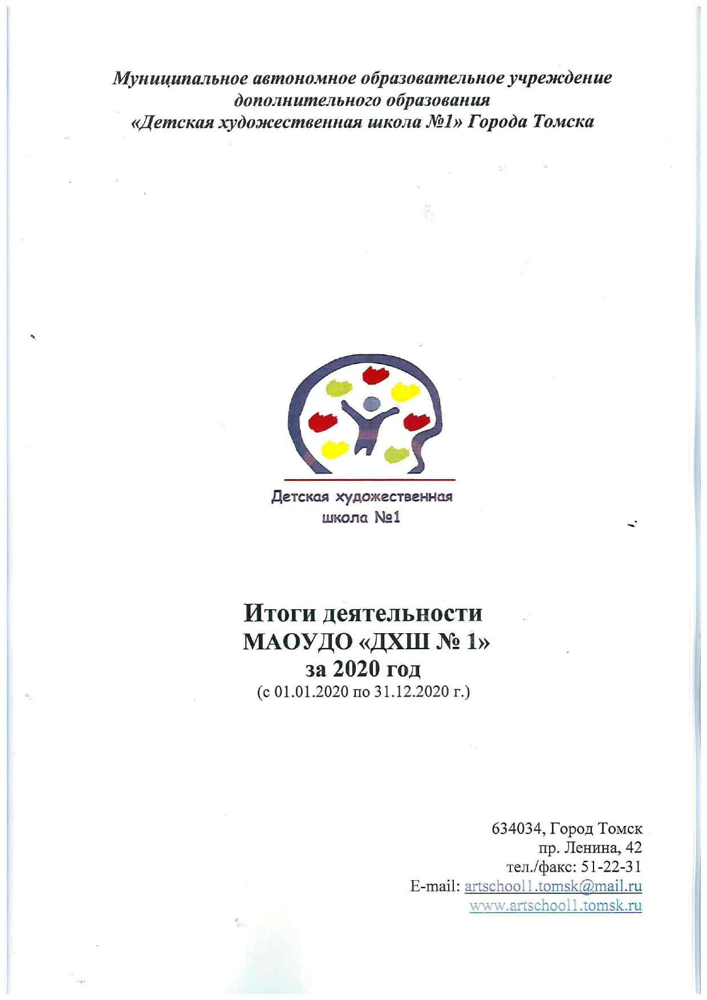 Муниципальное автономное образовательное учреждение
дополнительного образования
«Детская художественная школа №1» Города Томска
Детская художественная
школа №1
Итоги деятельности
МАОУДО «ДХШ № 1»
за 2020 год
(с 01.01.2020 по 31.12.2020 г.)
634034, Город Томск
пр. Ленина, 42
тел./факс: 51-22-31
E-mail: artschool1.tomsk@mail.ru
www.artschool1.tomsk.ru